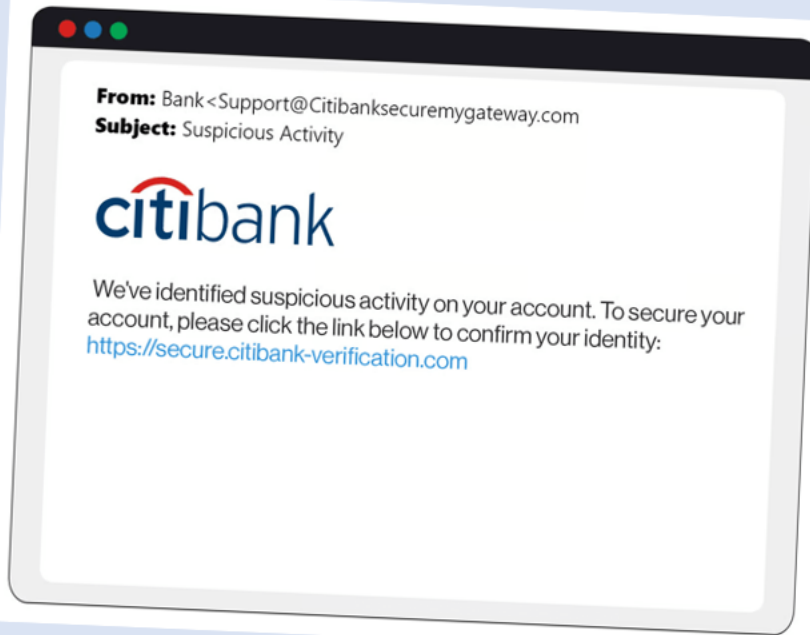 From: Bank<Support@Citibanksecuremygateway.com
Subject: Suspicious Activity
citibank
We've identified suspicious activity on your account. To secure your
account, please click the link below to confirm your identity:
https://secure.citibank-verification.com